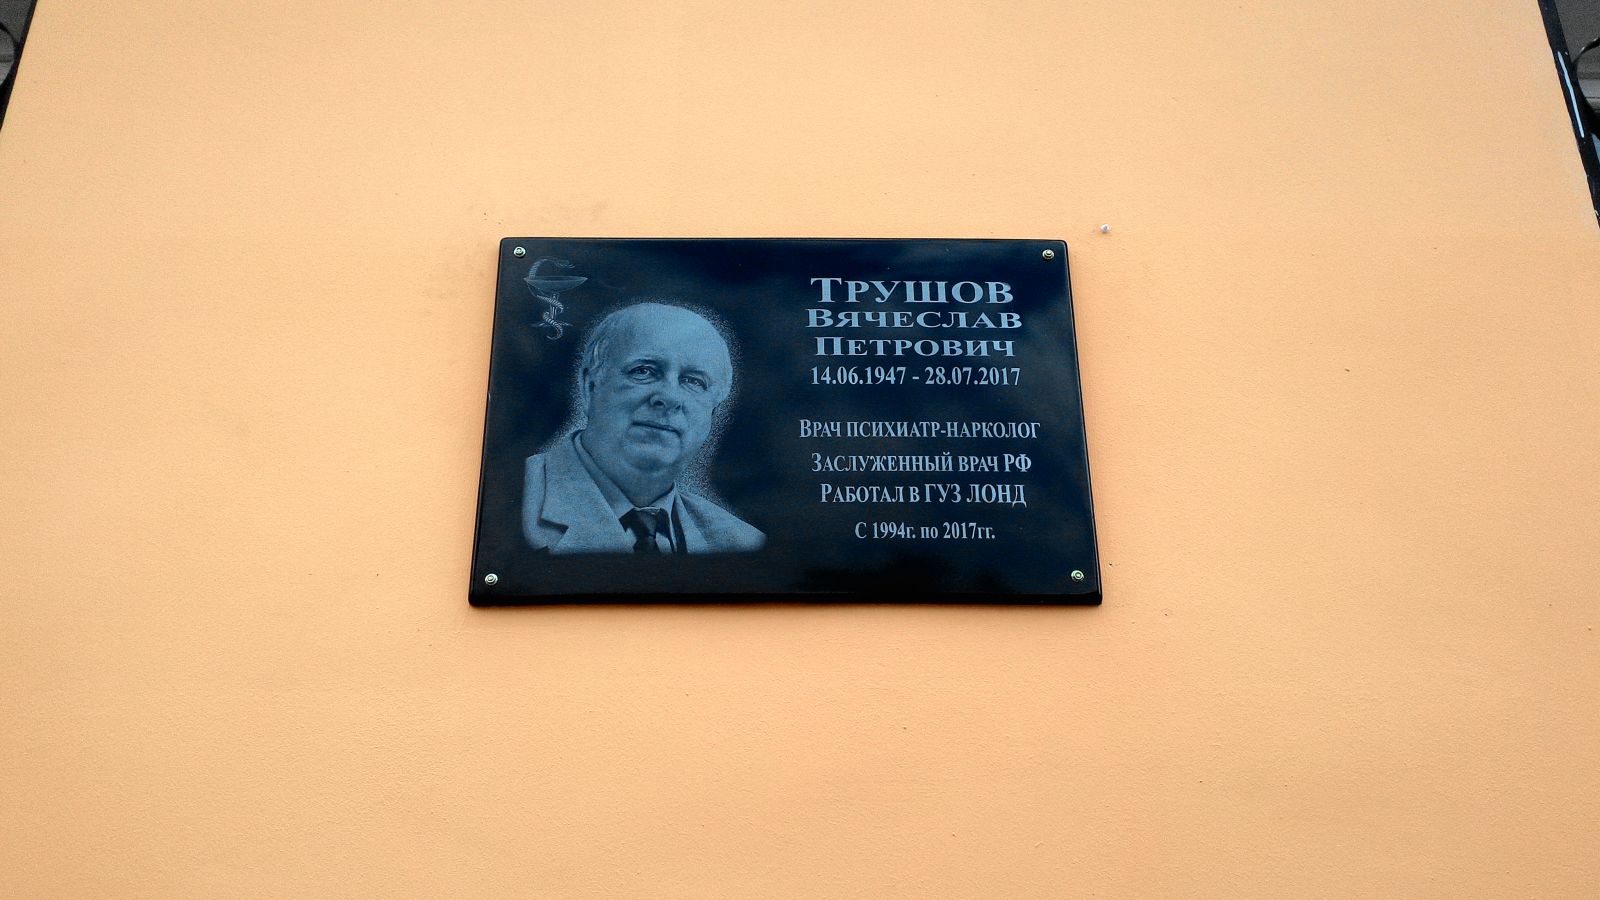 Трушов
Вячеслав
Петрович
14.06.1947 - 28.07.2017
Врач психиатр-нарколог
Заслуженный врач РФ
Работал в ГУЗ ЛОНД
С 1994г. по 2017гг.